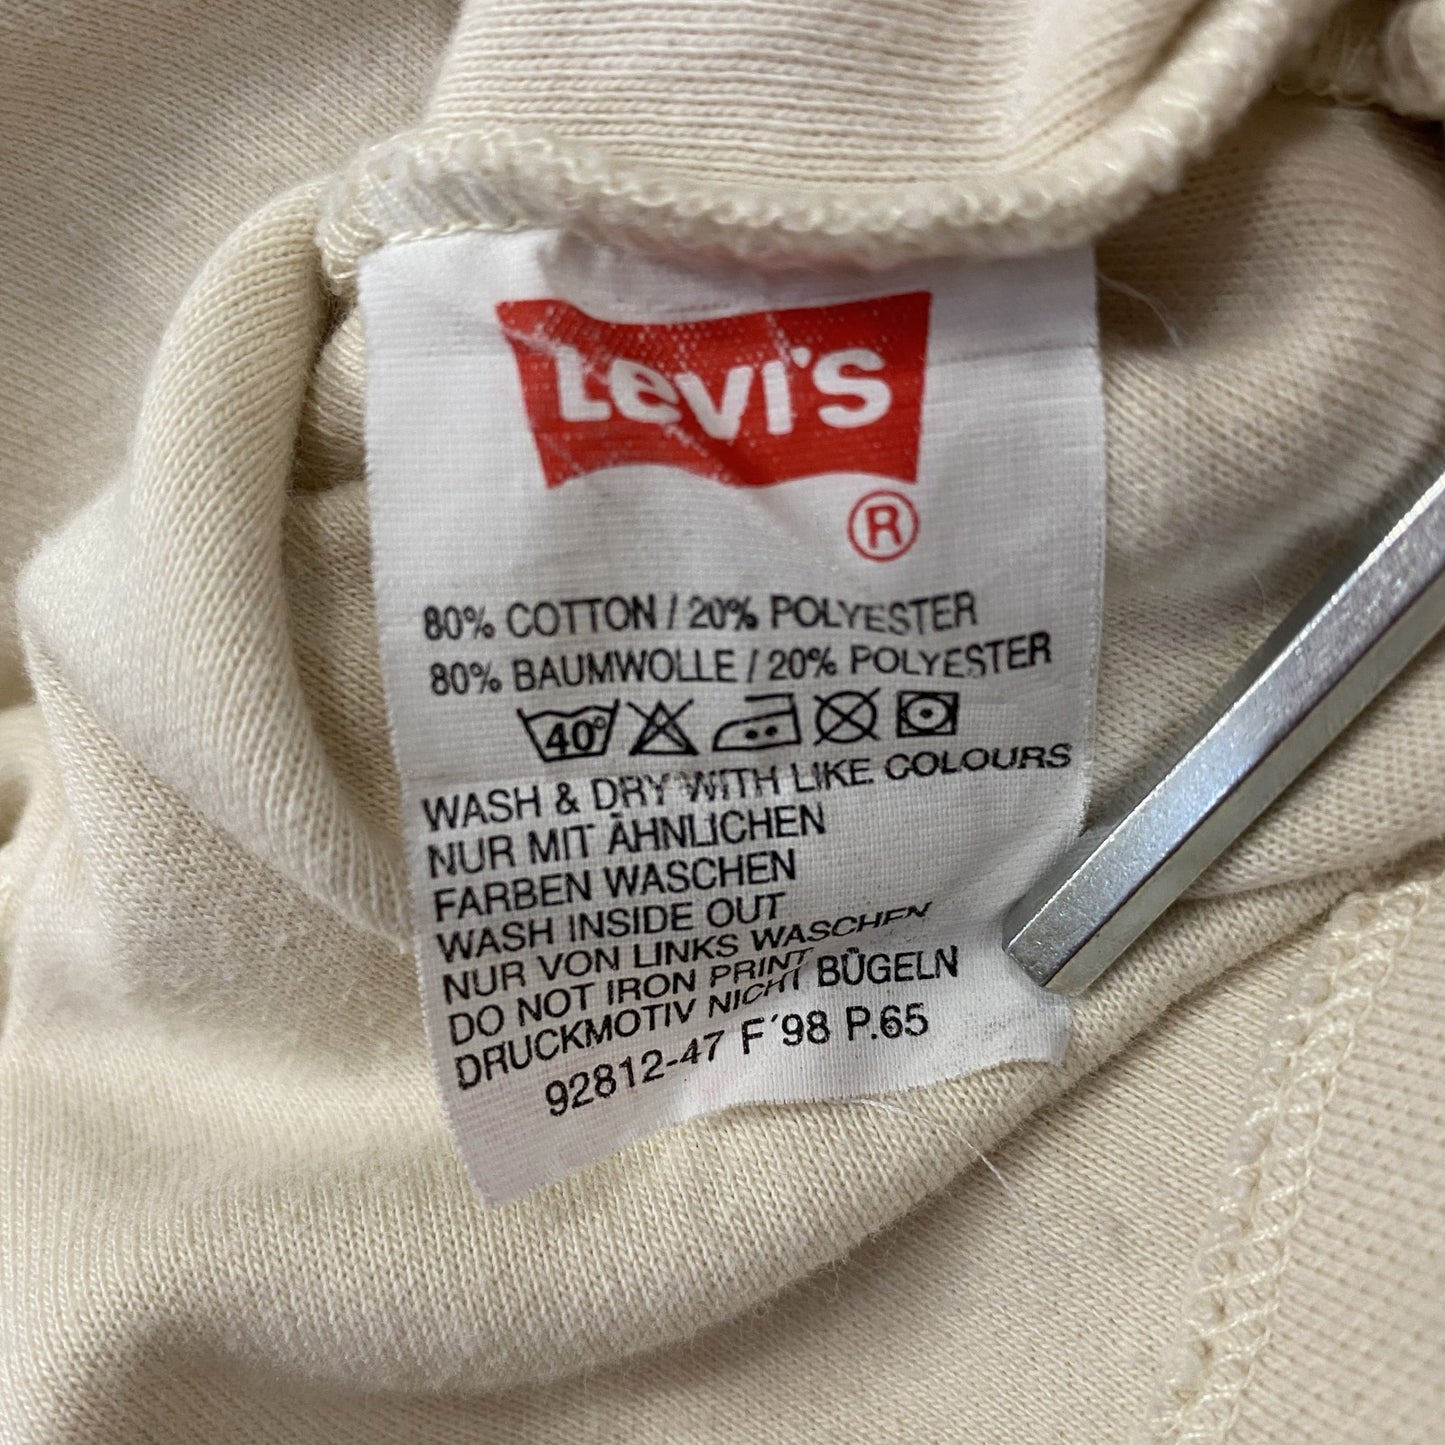 Levi's
®
80% COTTON / 20% POLYESTER
80% BAUMWOLLE / 20% POLYESTER
40°
WASH & DRY WITH LIKE COLOURS
NUR MIT ÄHNLICHEN
FARBEN WASCHEN
WASH INSIDE OUT
NUR VON LINKS WASCHEN
DO NOT IRON PRINT
DRUCKMOTIV NICHT BÜGELN
92812-47 F´98 P.65